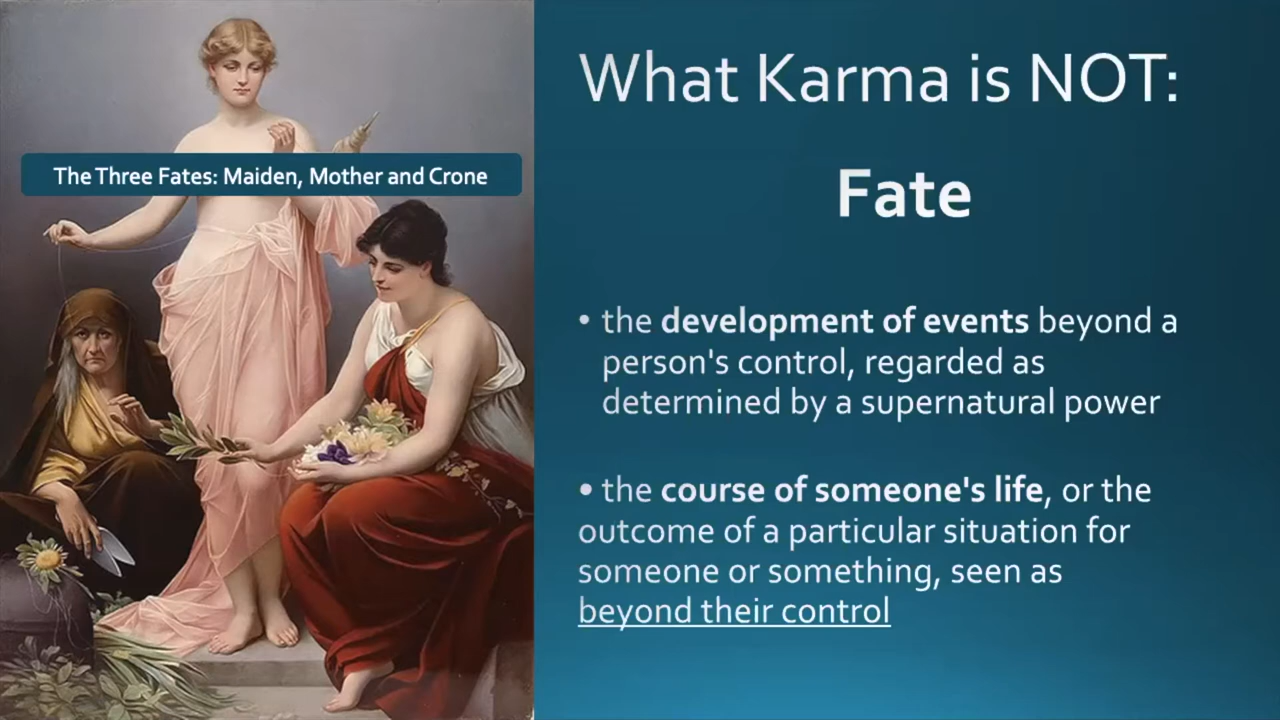 The Three Fates: Maiden, Mother and Crone
What Karma is NOT:
Fate
• the development of events beyond a
person's control, regarded as
determined by a supernatural power
• the course of someone's life, or the
outcome of a particular situation for
someone or something, seen as
beyond their control